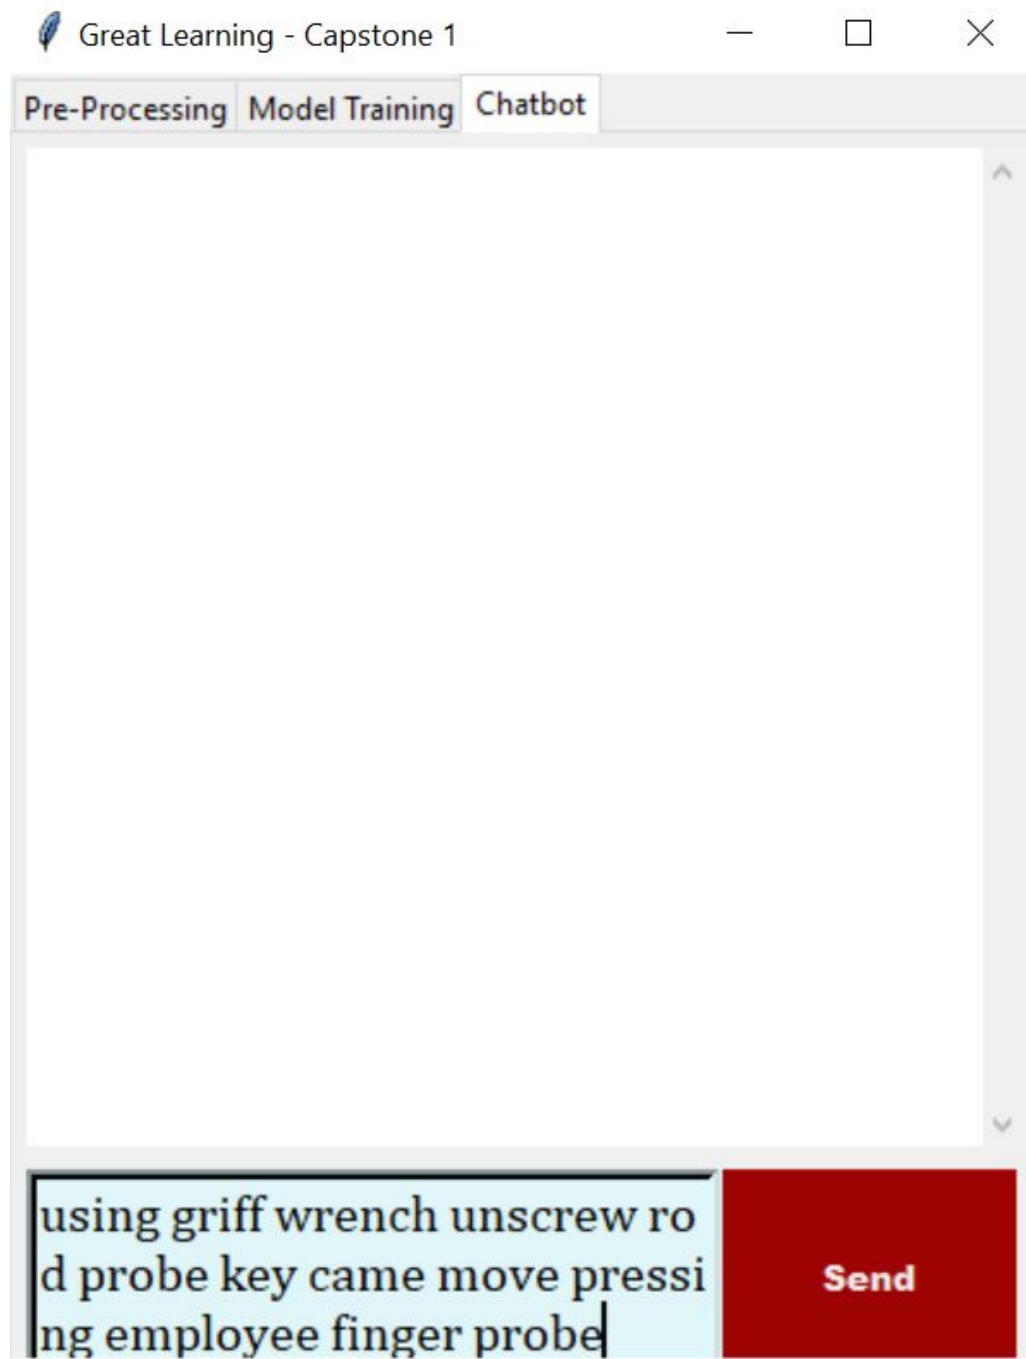 Great Learning - Capstone 1
Pre-Processing Model Training Chatbot
using griff wrench unscrew ro
d probe key came move pressi
ng employee finger probe
Send